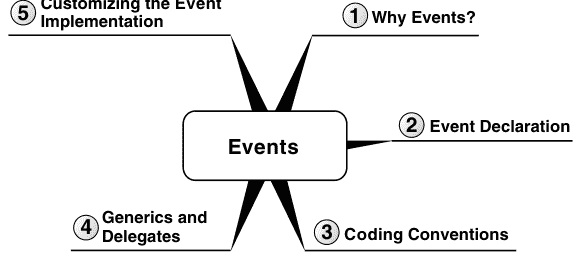 5 Customizing the Event
Implementation
1 Why Events?
2 Event Declaration
Events
4 Generics and
Delegates
3 Coding Conventions